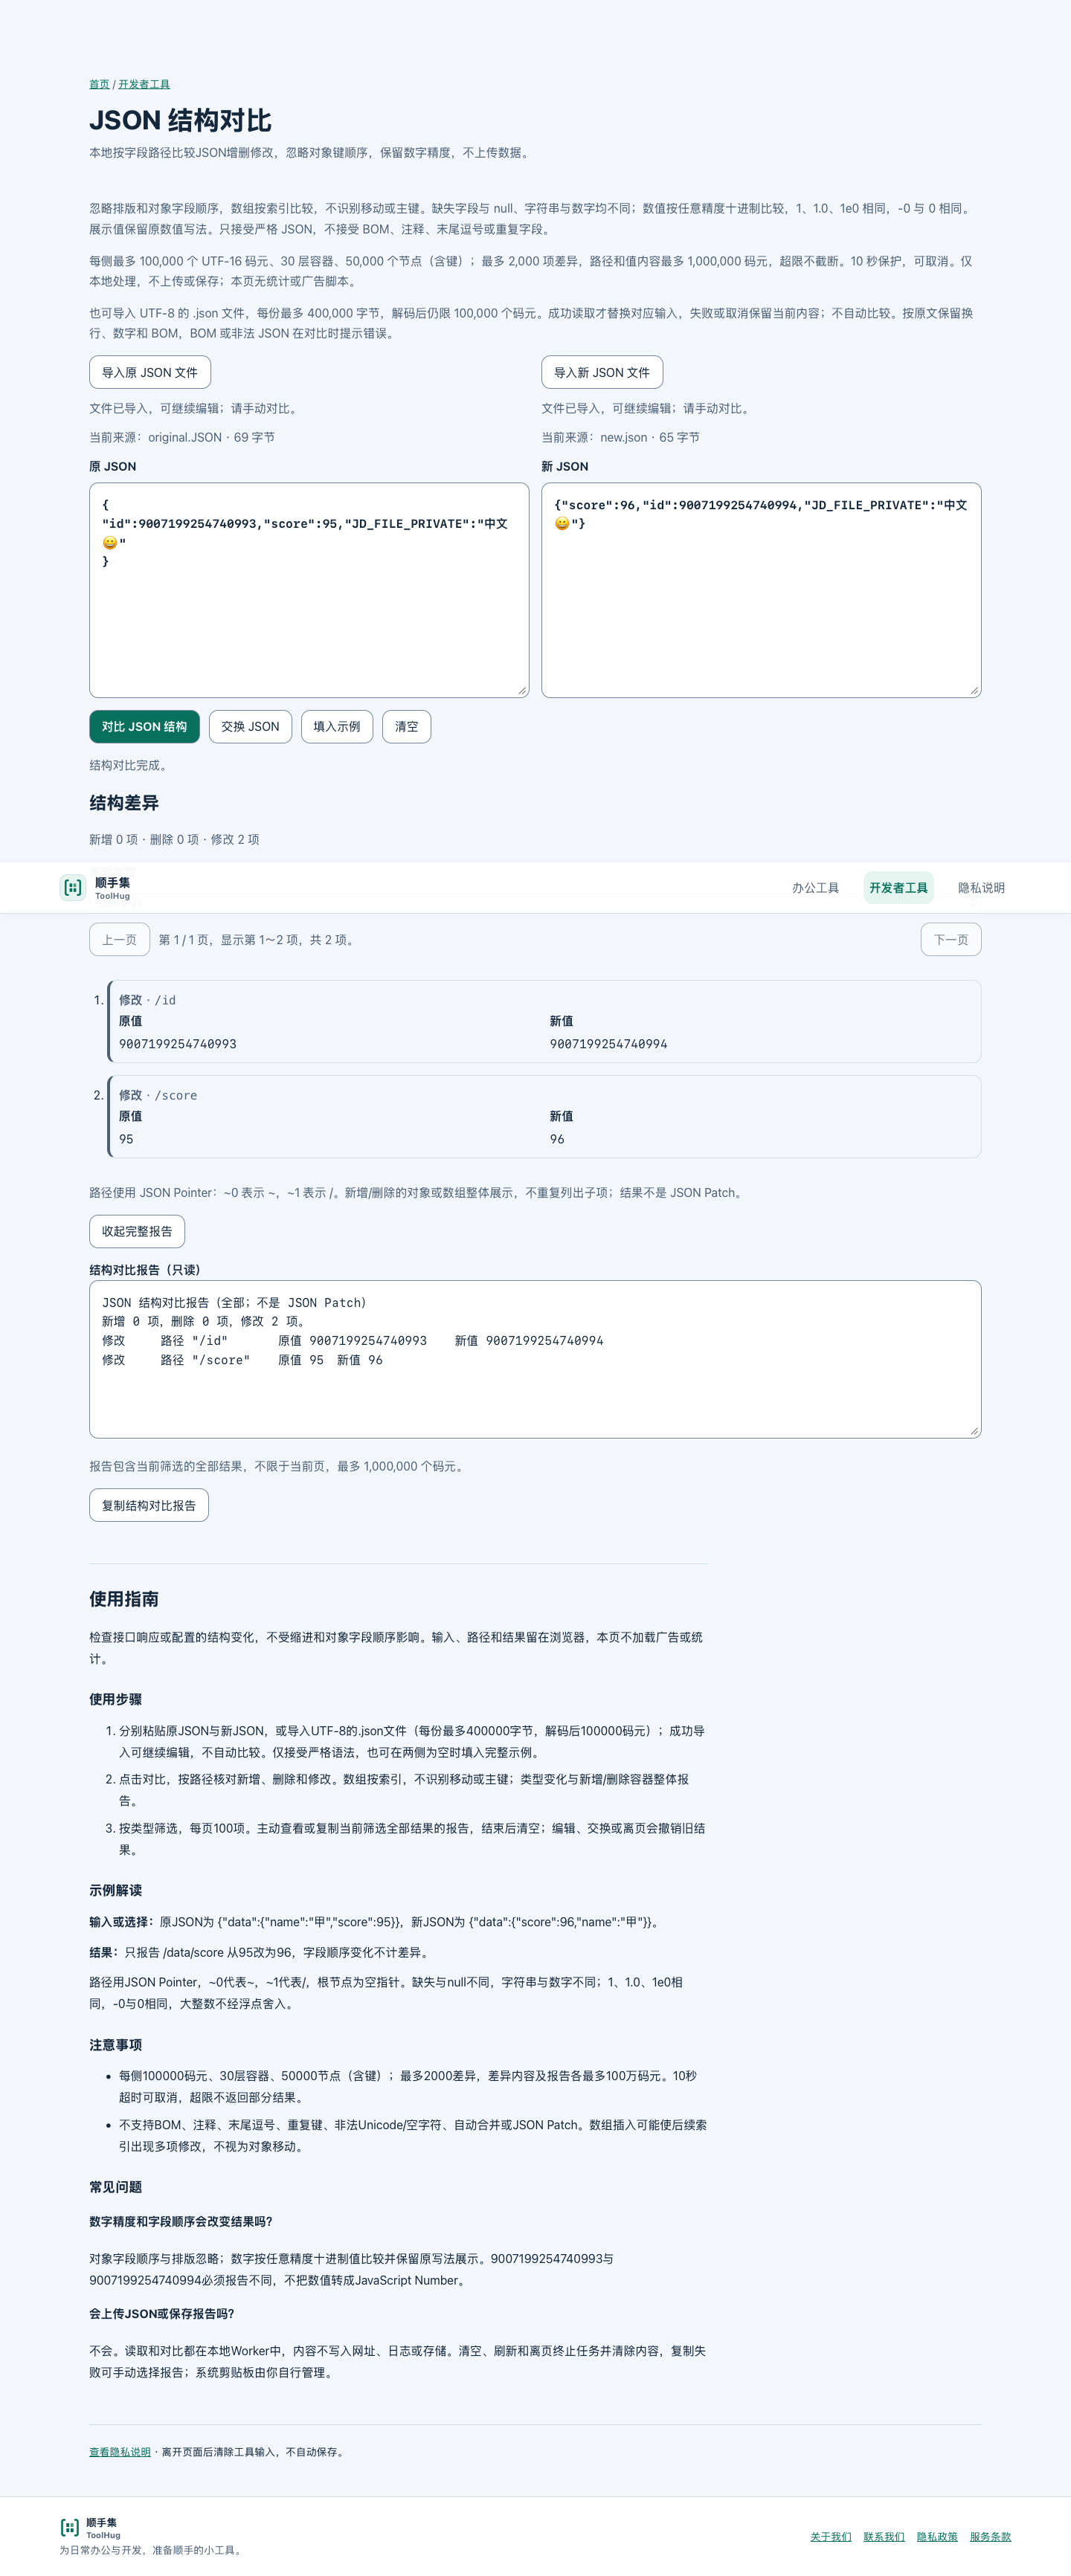 首页 / 开发者工具
JSON 结构对比
本地按字段路径比较JSON增删修改，忽略对象键顺序，保留数字精度，不上传数据。
忽略排版和对象字段顺序，数组按索引比较，不识别移动或主键。缺失字段与 null、字符串与数字均不同；数值按任意精度十进制比较，1、1.0、1e0 相同，-0 与 0 相同。
展示值保留原数值写法。只接受严格 JSON，不接受 BOM、注释、末尾逗号或重复字段。
每侧最多 100,000 个 UTF-16 码元、30 层容器、50,000 个节点（含键）；最多 2,000 项差异，路径和值内容最多 1,000,000 码元，超限不截断。10 秒保护，可取消。仅
本地处理，不上传或保存；本页无统计或广告脚本。
也可导入 UTF-8 的 .json 文件，每份最多 400,000 字节，解码后仍限 100,000 个码元。成功读取才替换对应输入，失败或取消保留当前内容；不自动比较。按原文保留换
行、数字和 BOM，BOM 或非法 JSON 在对比时提示错误。
导入原 JSON 文件
导入新 JSON 文件
文件已导入，可继续编辑；请手动对比。
文件已导入，可继续编辑；请手动对比。
当前来源：original.JSON · 69 字节
当前来源：new.json · 65 字节
原 JSON
新 JSON
{
"id":9007199254740993,"score":95,"JD_FILE_PRIVATE":"中文
😀"
}
{"score":96,"id":9007199254740994,"JD_FILE_PRIVATE":"中文
😀"}
对比 JSON 结构 交换 JSON 填入示例 清空
结构对比完成。
结构差异
新增 0 项 · 删除 0 项 · 修改 2 项
顺手集
ToolHug
办公工具 开发者工具 隐私说明
上一页 第 1 / 1 页，显示第 1～2 项，共 2 项。 下一页
1. 修改 · /id
原值 新值
9007199254740993 9007199254740994
2. 修改 · /score
原值 新值
95 96
路径使用 JSON Pointer：~0 表示 ~，~1 表示 /。新增/删除的对象或数组整体展示，不重复列出子项；结果不是 JSON Patch。
收起完整报告
结构对比报告（只读）
JSON 结构对比报告（全部；不是 JSON Patch）
新增 0 项，删除 0 项，修改 2 项。
修改 路径 "/id" 原值 9007199254740993 新值 9007199254740994
修改 路径 "/score" 原值 95 新值 96
报告包含当前筛选的全部结果，不限于当前页，最多 1,000,000 个码元。
复制结构对比报告
使用指南
检查接口响应或配置的结构变化，不受缩进和对象字段顺序影响。输入、路径和结果留在浏览器，本页不加载广告或统
计。
使用步骤
1. 分别粘贴原JSON与新JSON，或导入UTF-8的.json文件（每份最多400000字节，解码后100000码元）；成功导
入可继续编辑，不自动比较。仅接受严格语法，也可在两侧为空时填入完整示例。
2. 点击对比，按路径核对新增、删除和修改。数组按索引，不识别移动或主键；类型变化与新增/删除容器整体报
告。
3. 按类型筛选，每页100项。主动查看或复制当前筛选全部结果的报告，结束后清空；编辑、交换或离页会撤销旧结
果。
示例解读
输入或选择：原JSON为 {"data":{"name":"甲","score":95}}，新JSON为 {"data":{"score":96,"name":"甲"}}。
结果：只报告 /data/score 从95改为96，字段顺序变化不计差异。
路径用JSON Pointer，~0代表~，~1代表/，根节点为空指针。缺失与null不同，字符串与数字不同；1、1.0、1e0相
同，-0与0相同，大整数不经浮点舍入。
注意事项
• 每侧100000码元、30层容器、50000节点（含键）；最多2000差异，差异内容及报告各最多100万码元。10秒
超时可取消，超限不返回部分结果。
• 不支持BOM、注释、末尾逗号、重复键、非法Unicode/空字符、自动合并或JSON Patch。数组插入可能使后续索
引出现多项修改，不视为对象移动。
常见问题
数字精度和字段顺序会改变结果吗？
对象字段顺序与排版忽略；数字按任意精度十进制值比较并保留原写法展示。9007199254740993与
9007199254740994必须报告不同，不把数值转成JavaScript Number。
会上传JSON或保存报告吗？
不会。读取和对比都在本地Worker中，内容不写入网址、日志或存储。清空、刷新和离页终止任务并清除内容，复制失
败可手动选择报告；系统剪贴板由你自行管理。
查看隐私说明 · 离开页面后清除工具输入，不自动保存。
顺手集
ToolHug
为日常办公与开发，准备顺手的小工具。
关于我们 联系我们 隐私政策 服务条款